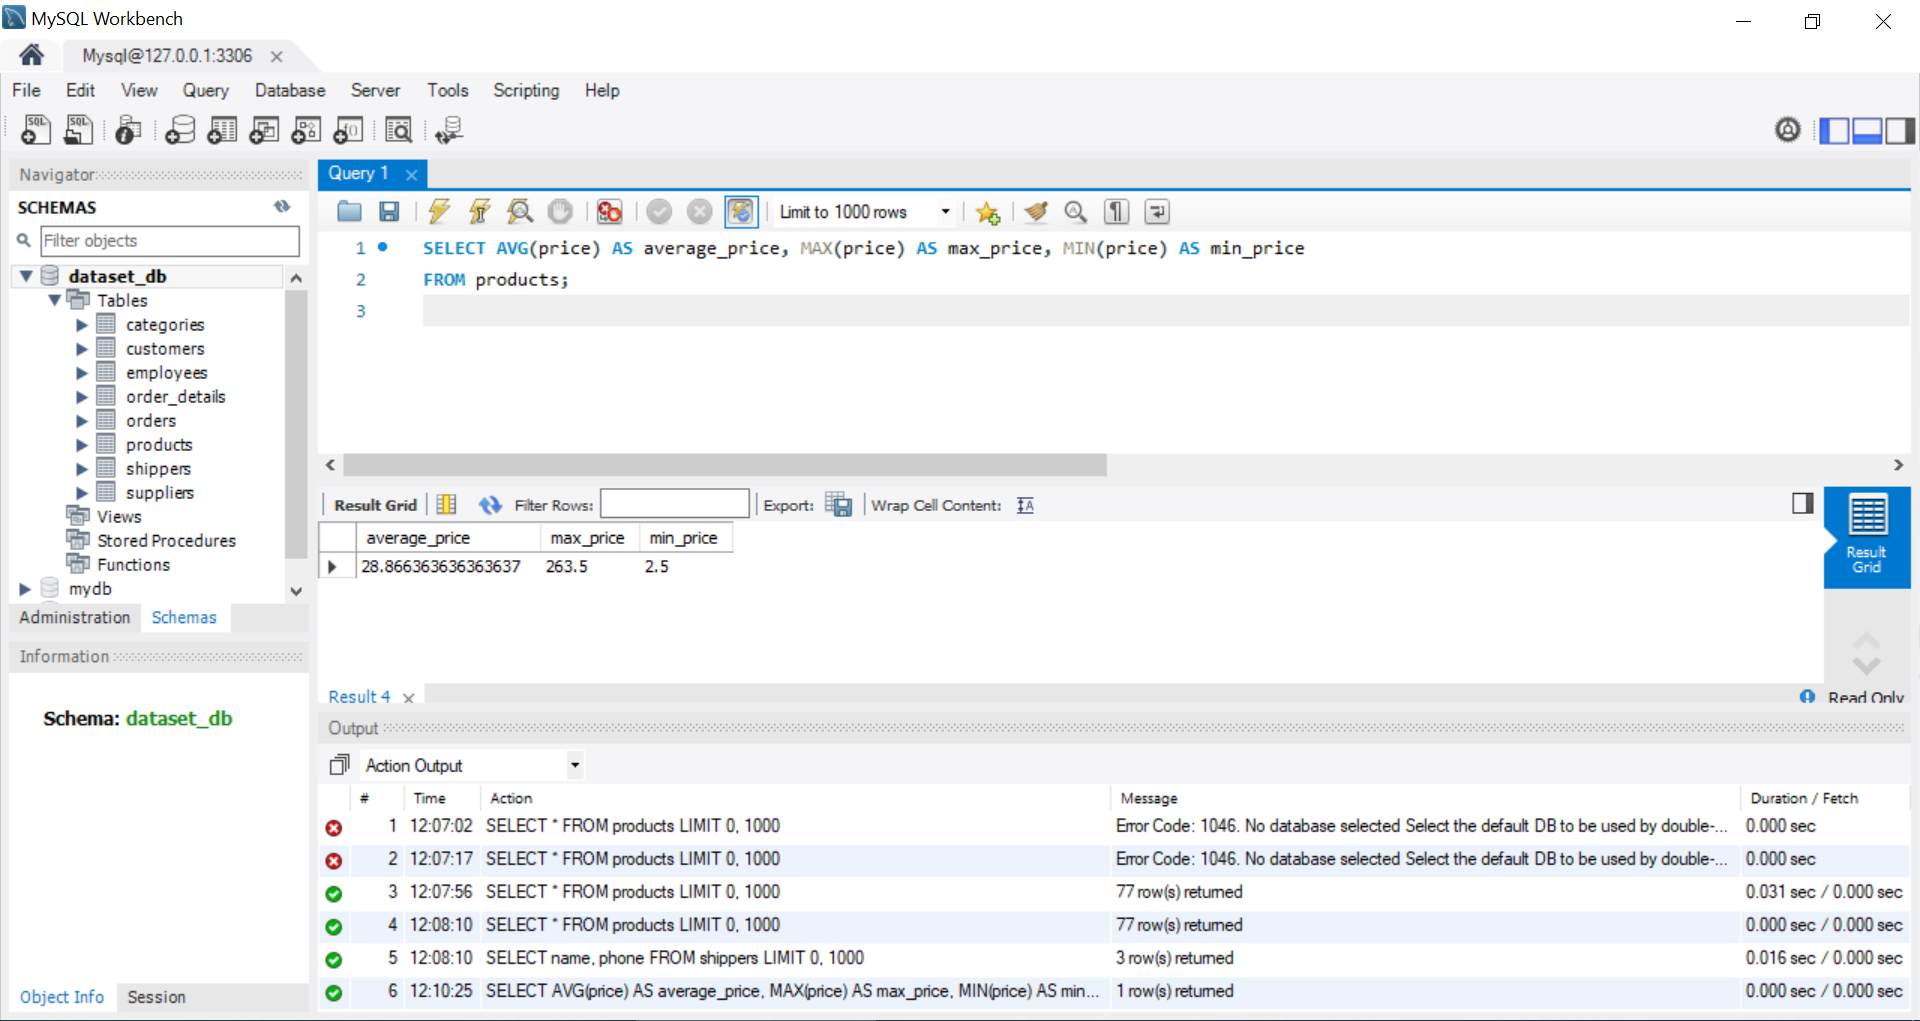 MySQL Workbench
Mysql@127.0.0.1:3306
File Edit View Query Database Server Tools Scripting Help
Navigator
SCHEMAS
Filter objects
dataset_db
Tables
categories
customers
employees
order_details
orders
products
shippers
suppliers
Views
Stored Procedures
Functions
mydb
Administration Schemas
Information
Schema: dataset_db
Object Info Session
Query 1
Limit to 1000 rows
1 SELECT AVG(price) AS average_price, MAX(price) AS max_price, MIN(price) AS min_price
2 FROM products;
3
Result Grid Filter Rows: Export: Wrap Cell Content:
average_price max_price min_price
28.866363636363637 263.5 2.5
Result
Grid
Result 4 Read Only
Output
Action Output
# Time Action Message Duration / Fetch
1 12:07:02 SELECT * FROM products LIMIT 0, 1000 Error Code: 1046. No database selected Select the default DB to be used by double-... 0.000 sec
2 12:07:17 SELECT * FROM products LIMIT 0, 1000 Error Code: 1046. No database selected Select the default DB to be used by double-... 0.000 sec
3 12:07:56 SELECT * FROM products LIMIT 0, 1000 77 row(s) returned 0.031 sec / 0.000 sec
4 12:08:10 SELECT * FROM products LIMIT 0, 1000 77 row(s) returned 0.000 sec / 0.000 sec
5 12:08:10 SELECT name, phone FROM shippers LIMIT 0, 1000 3 row(s) returned 0.016 sec / 0.000 sec
6 12:10:25 SELECT AVG(price) AS average_price, MAX(price) AS max_price, MIN(price) AS min... 1 row(s) returned 0.000 sec / 0.000 sec